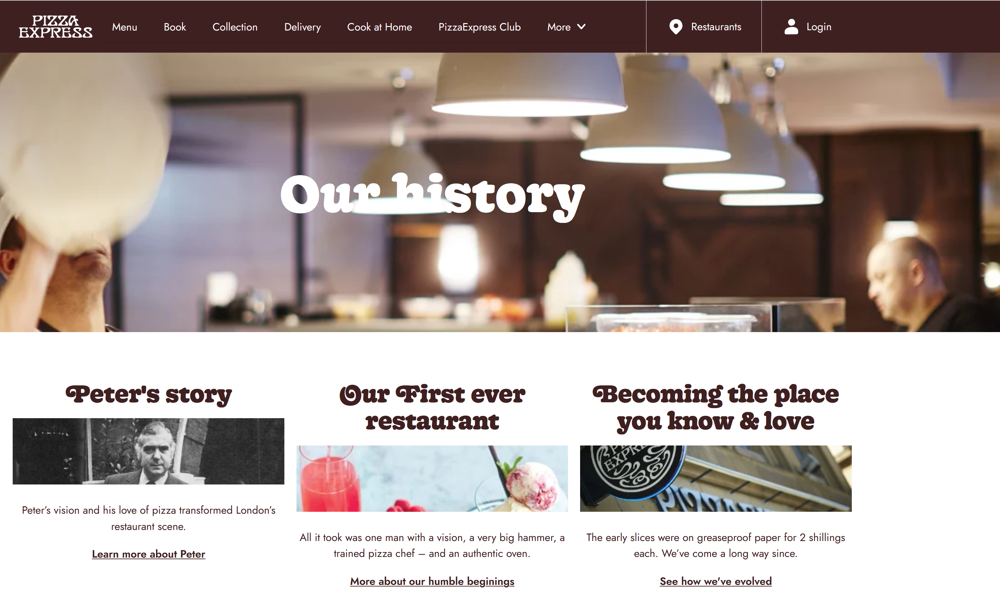 PIZZA
EXPRESS
Menu
Book
Collection
Delivery
Cook at Home
PizzaExpress Club
More
Restaurants
Login
Our history
Peter's story
Peter’s vision and his love of pizza transformed London’s
restaurant scene.
Learn more about Peter
Our First ever
restaurant
All it took was one man with a vision, a very big hammer, a
trained pizza chef – and an authentic oven.
More about our humble beginings
Becoming the place
you know & love
The early slices were on greaseproof paper for 2 shillings
each. We’ve come a long way since.
See how we've evolved